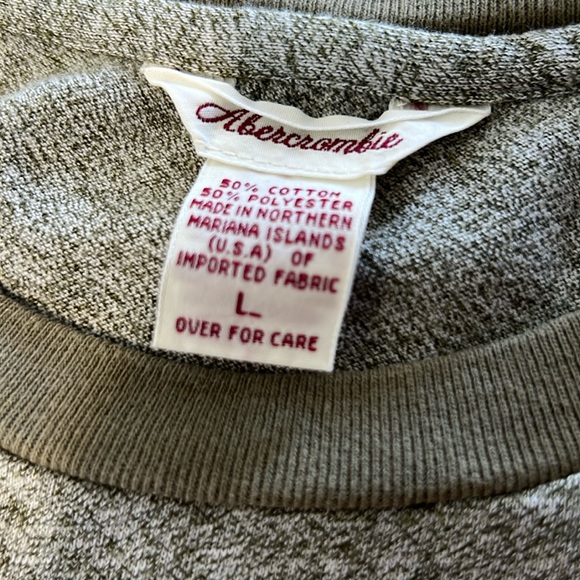 Abercrombie
50% COTTON
50% POLYESTER
MADE IN NORTHERN
MARIANA ISLANDS
(U.S.A) OF
IMPORTED FABRIC
L
OVER FOR CARE